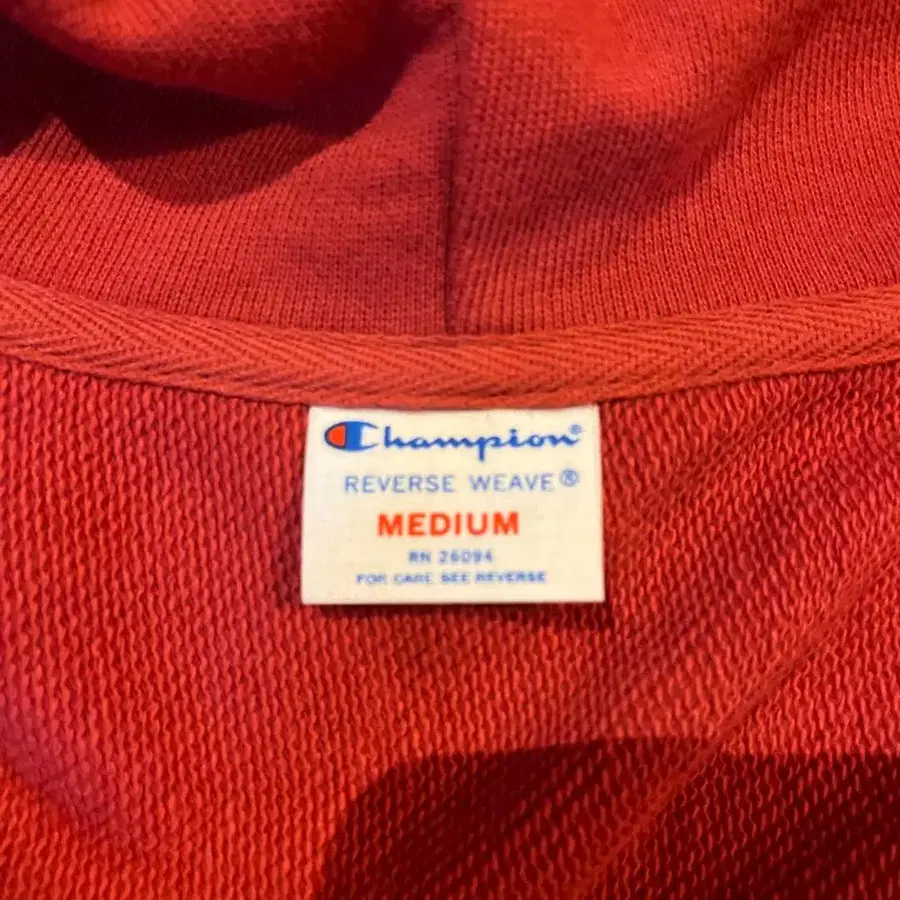 Champion®
REVERSE WEAVE®
MEDIUM
RN 26094
FOR CARE SEE REVERSE